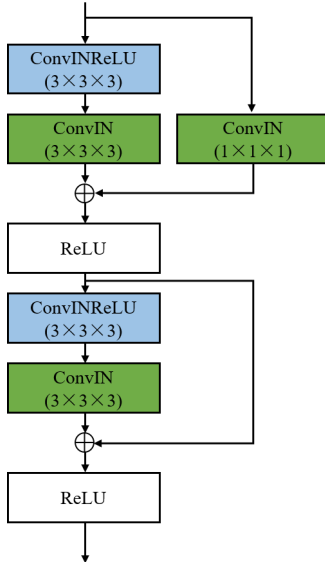 ConvINReLU
(3×3×3)
ConvIN
(3×3×3)
ConvIN
(1×1×1)
ReLU
ConvINReLU
(3×3×3)
ConvIN
(3×3×3)
ReLU